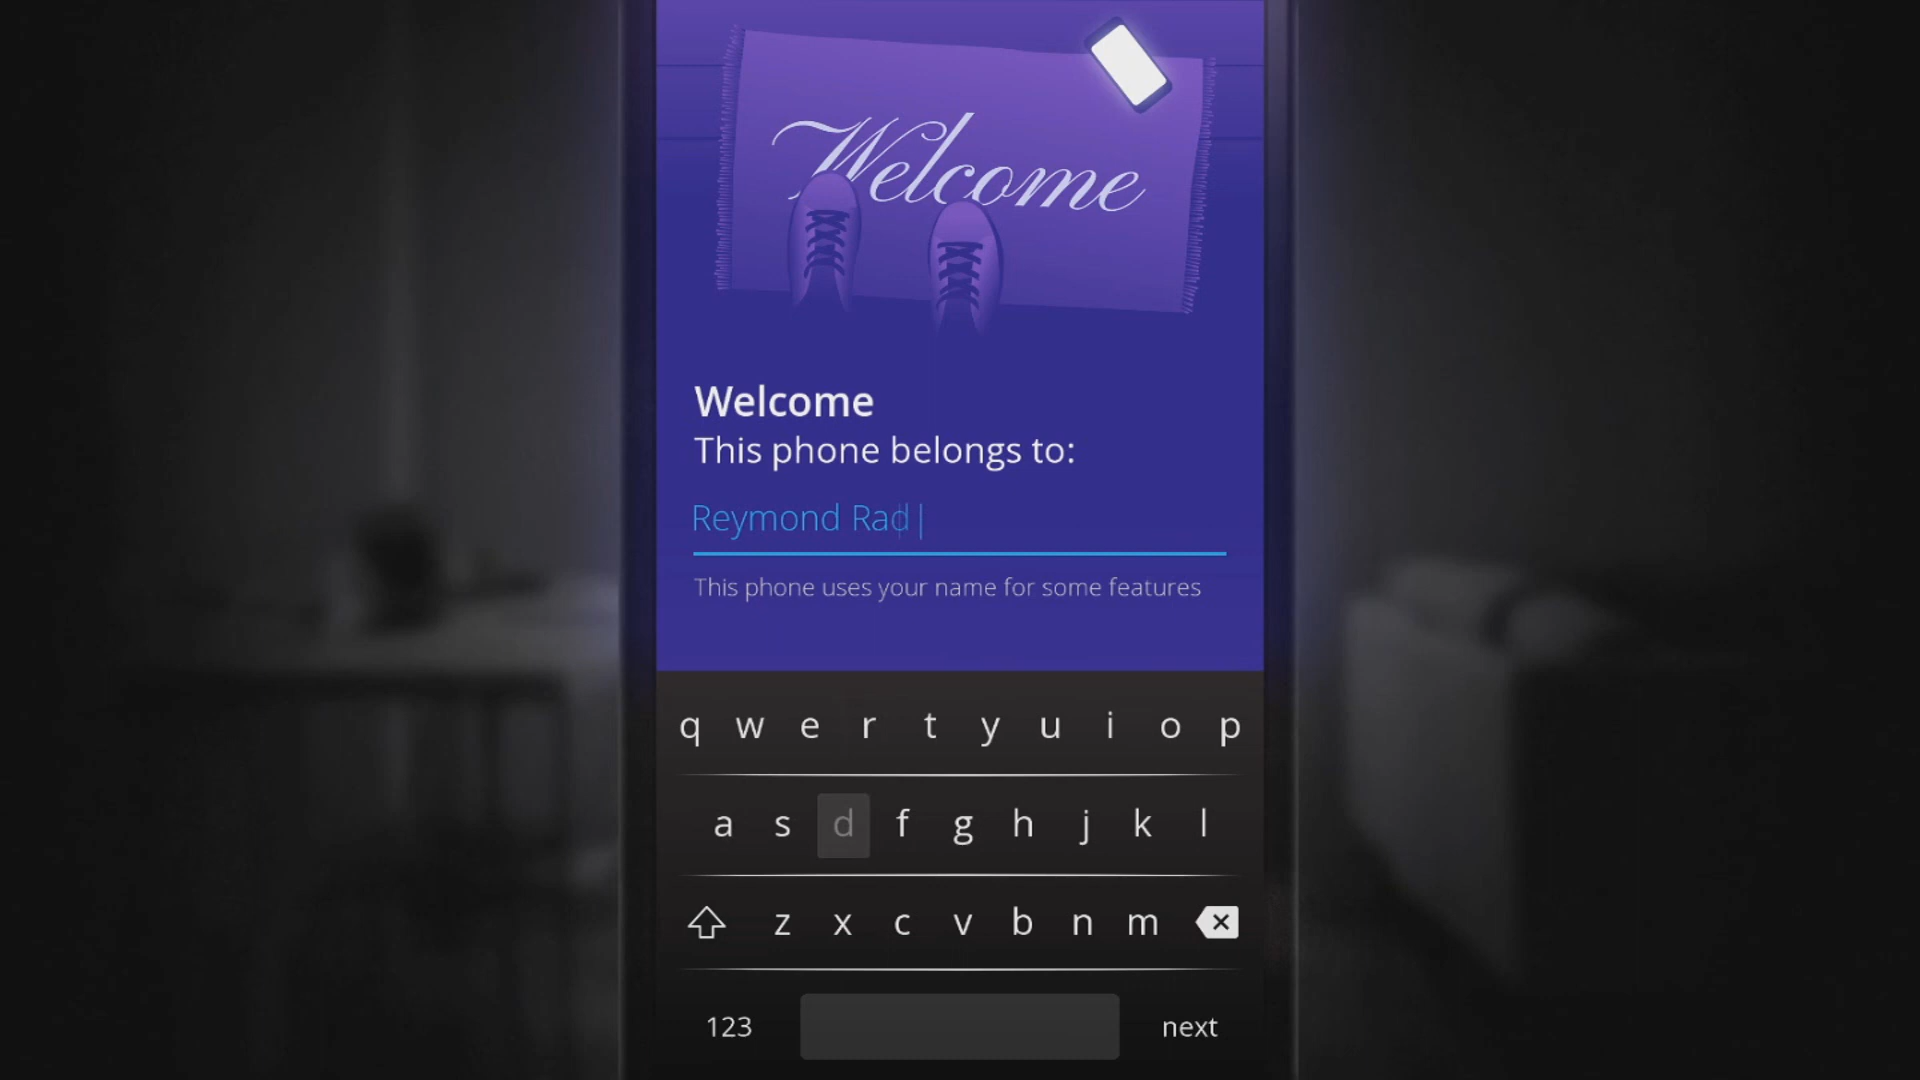 Welcome
Welcome
This phone belongs to:
Reymond Rad
This phone uses your name for some features
q w e r t y u i o p
a s d f g h j k l
z x c v b n m
123 next